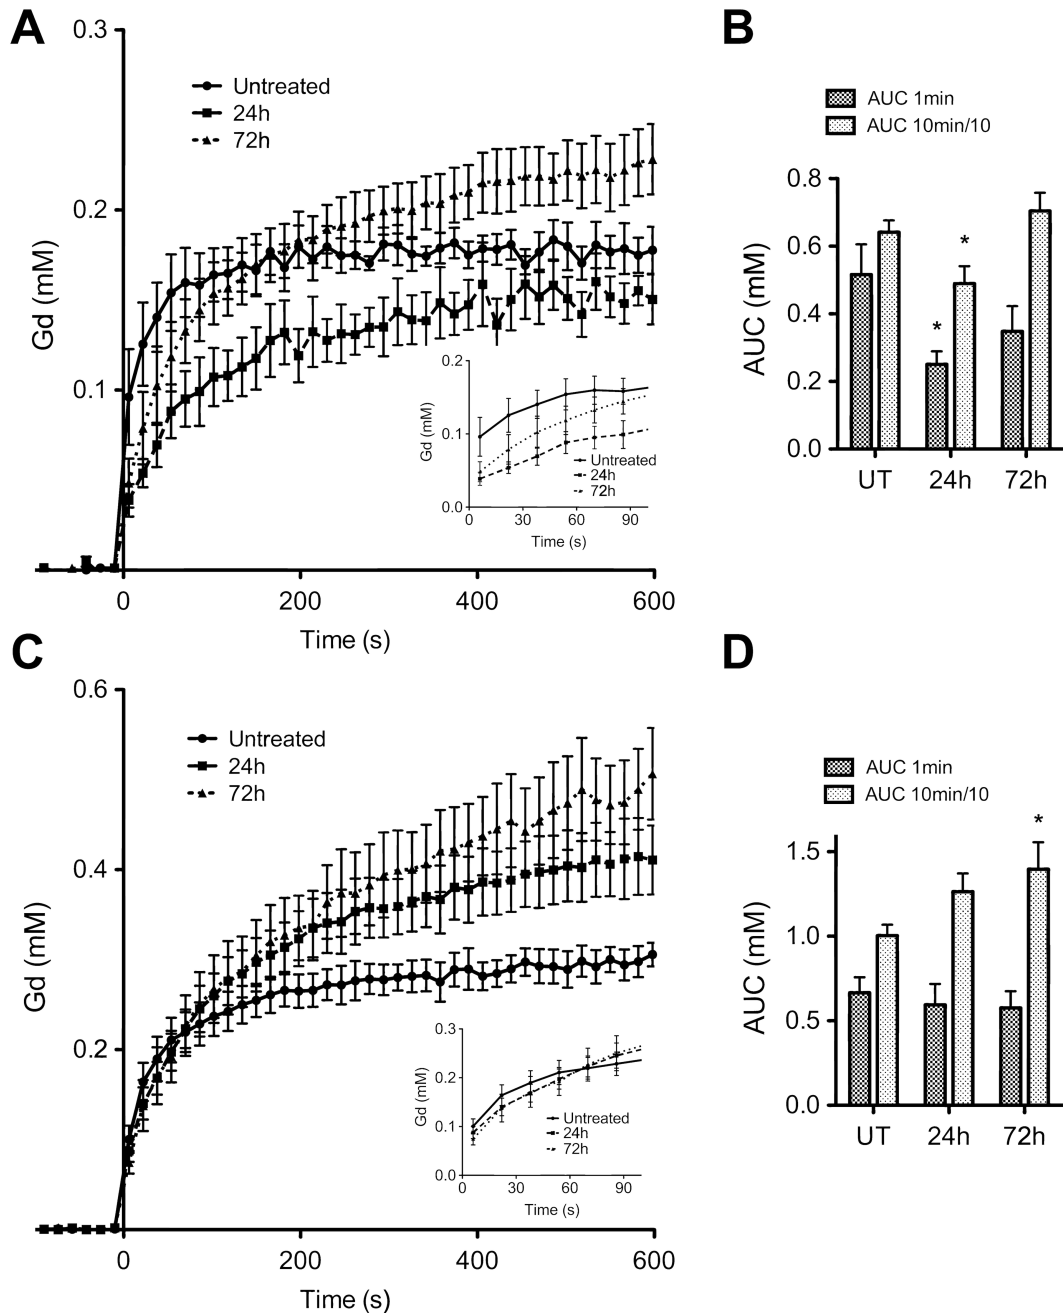 A
0.3
0.2
0.1
Gd (mM)
Untreated
24h
72h
0
200
400
600
Time (s)
0.2
0.1
0.0
Gd (mM)
Untreated
24h
72h
0
30
60
90
Time (s)
B
AUC 1min
AUC 10min/10
0.8
0.6
0.4
0.2
0.0
AUC (mM)
*
*
UT
24h
72h
C
0.6
0.4
0.2
Gd (mM)
Untreated
24h
72h
0
200
400
600
Time (s)
0.3
0.2
0.1
0.0
Gd (mM)
Untreated
24h
72h
0
30
60
90
Time (s)
D
AUC 1min
AUC 10min/10
1.5
1.0
0.5
0.0
AUC (mM)
*
UT
24h
72h